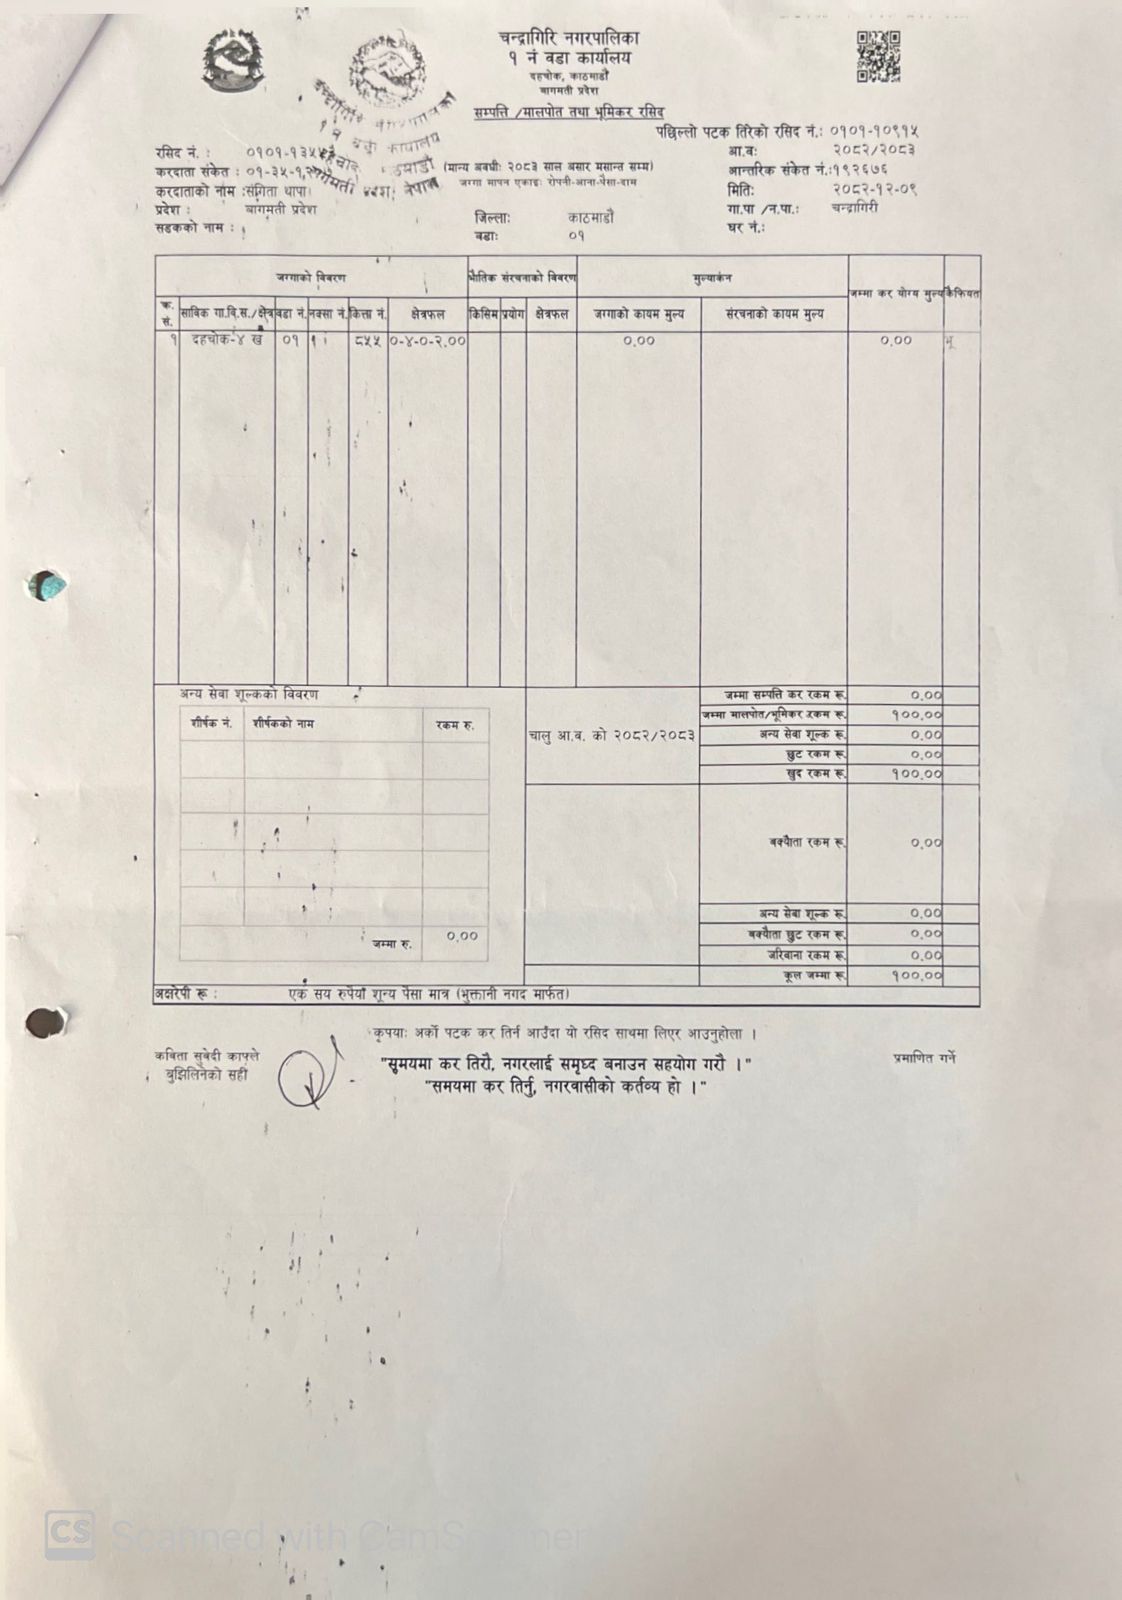 चन्द्रागिरि नगरपालिका
१ नं वडा कार्यालय
दहचोक, काठमाडौं
बागमती प्रदेश
सम्पत्ति /मालपोत तथा भूमिकर रसिद
पछिल्लो पटक तिरेको रसिद नं.: ०१०१-१०९१५
रसिद नं. : ०१०१-१३५
आ.व: २०८२/२०८३
करदाता संकेत : ०१-३५-१,
(मान्य अवधी: २०८३ साल असार मसान्त सम्म)
आन्तरिक संकेत नं.:१९२६७६
करदाताको नाम :संगिता थापा
जग्गा मापन एकाइ: रोपनी-आना-पैसा-दाम
मिति: २०८२-१२-०९
प्रदेश : बागमती प्रदेश
जिल्ला: काठमाडौं
गा.पा /न.पा.: चन्द्रागिरी
सडकको नाम :
वडा: ०१
घर नं.:
जग्गाको विवरण भौतिक संरचनाको विवरण मुल्याकंन जम्मा कर योग्य मुल्य कैफियत
क्र. सं. साविक गा.वि.स./क्षेत्र वडा नं. नक्सा नं. कित्ता नं. क्षेत्रफल किसिम प्रयोग क्षेत्रफल जग्गाको कायम मुल्य संरचनाको कायम मुल्य
१ दहचोक-४ ख ०१ ८५५ ०-४-०-२.०० ०.०० ०.०० भू
अन्य सेवा शूल्कको विवरण
शीर्षक नं. शीर्षकको नाम रकम रु.
जम्मा रु. ०.००
चालु आ.व. को २०८२/२०८३
जम्मा सम्पति कर रकम रू. ०.००
जम्मा मालपोत/भूमिकर रकम रू. १००.००
अन्य सेवा शूल्क रू. ०.००
छुट रकम रू. ०.००
खुद रकम रू. १००.००
बक्यौता रकम रू. ०.००
अन्य सेवा शूल्क रू. ०.००
बक्यौता छुट रकम रू. ०.००
जरिवाना रकम रू. ०.००
कूल जम्मा रू. १००.००
अक्षरेपी रू : एक सय रुपैयाँ शून्य पैसा मात्र (भुक्तानी नगद मार्फत)
कृपया: अर्को पटक कर तिर्न आउँदा यो रसिद साथमा लिएर आउनुहोला ।
कविता सुवेदी काफ्ले
बुझिलिनेको सही
"समयमा कर तिरौ, नगरलाई समृध्द बनाउन सहयोग गरौ ।"
"समयमा कर तिर्नु, नगरवासीको कर्तव्य हो ।"
प्रमाणित गर्ने
CS Scanned with CamScanner